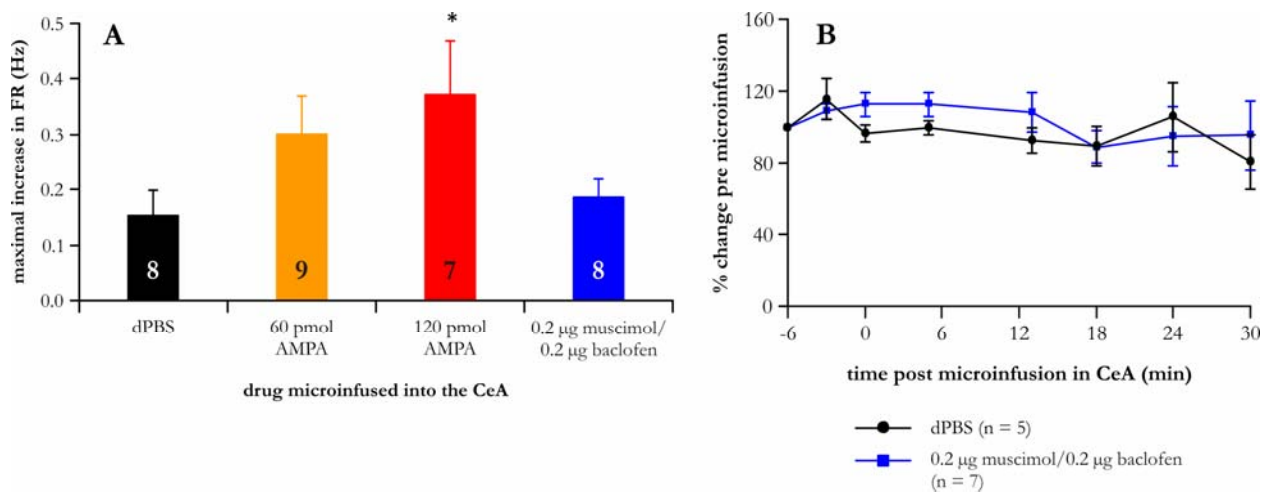 A
*
maximal increase in FR (Hz)
0.5
0.4
0.3
0.2
0.1
0.0
8
9
7
8
dPBS
60 pmol
AMPA
120 pmol
AMPA
0.2 µg muscimol/
0.2 µg baclofen
drug microinfused into the CeA
B
% change pre microinfusion
160
120
80
40
0
-6
0
6
12
18
24
30
time post microinfusion in CeA (min)
dPBS (n = 5)
0.2 µg muscimol/0.2 µg baclofen
(n = 7)